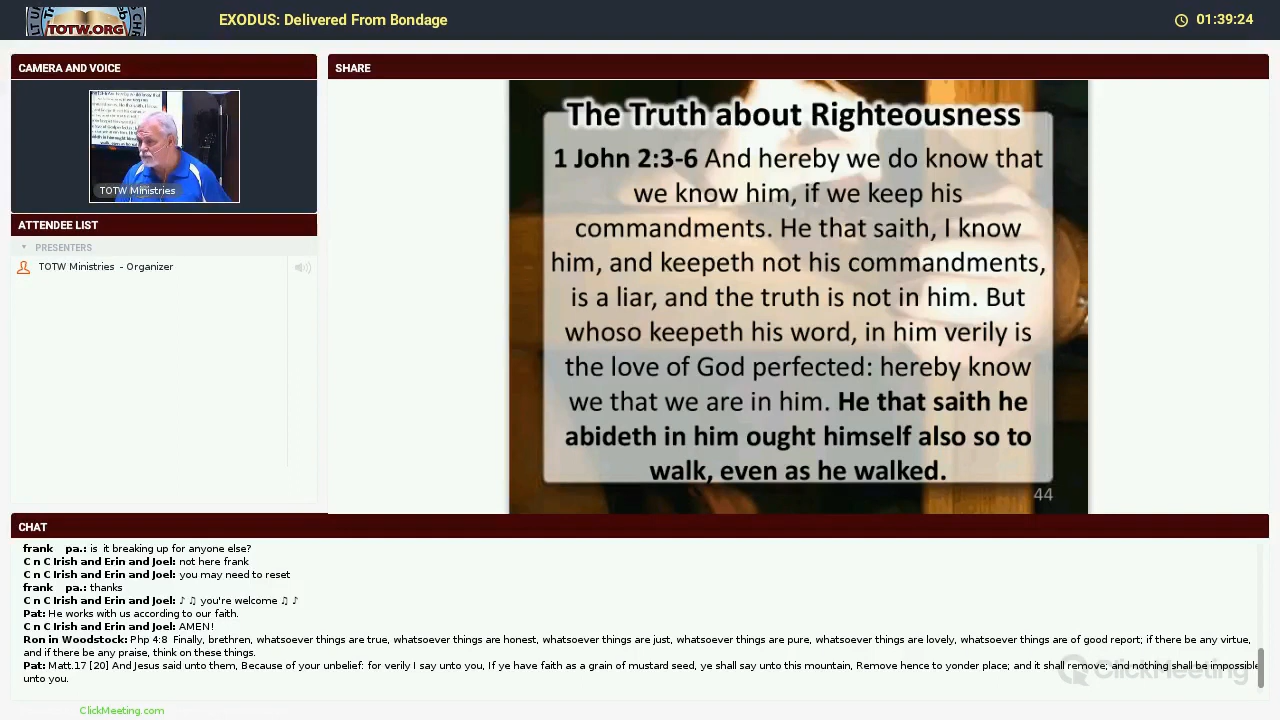 TOTW.ORG
EXODUS: Delivered From Bondage
01:39:24
CAMERA AND VOICE
TOTW Ministries
ATTENDEE LIST
PRESENTERS
TOTW Ministries - Organizer
SHARE
The Truth about Righteousness
1 John 2:3-6 And hereby we do know that
we know him, if we keep his
commandments. He that saith, I know
him, and keepeth not his commandments,
is a liar, and the truth is not in him. But
whoso keepeth his word, in him verily is
the love of God perfected: hereby know
we that we are in him. He that saith he
abideth in him ought himself also so to
walk, even as he walked.
44
CHAT
frank pa.: is it breaking up for anyone else?
C n C Irish and Erin and Joel: not here frank
C n C Irish and Erin and Joel: you may need to reset
frank pa.: thanks
C n C Irish and Erin and Joel: ♪ ♫ you're welcome ♫ ♪
Pat: He works with us according to our faith.
C n C Irish and Erin and Joel: AMEN!
Ron in Woodstock: Php 4:8 Finally, brethren, whatsoever things are true, whatsoever things are honest, whatsoever things are just, whatsoever things are pure, whatsoever things are lovely, whatsoever things are of good report; if there be any virtue,
and if there be any praise, think on these things.
Pat: Matt.17 [20] And Jesus said unto them, Because of your unbelief: for verily I say unto you, If ye have faith as a grain of mustard seed, ye shall say unto this mountain, Remove hence to yonder place; and it shall remove; and nothing shall be impossible
unto you.
ClickMeeting
ClickMeeting.com